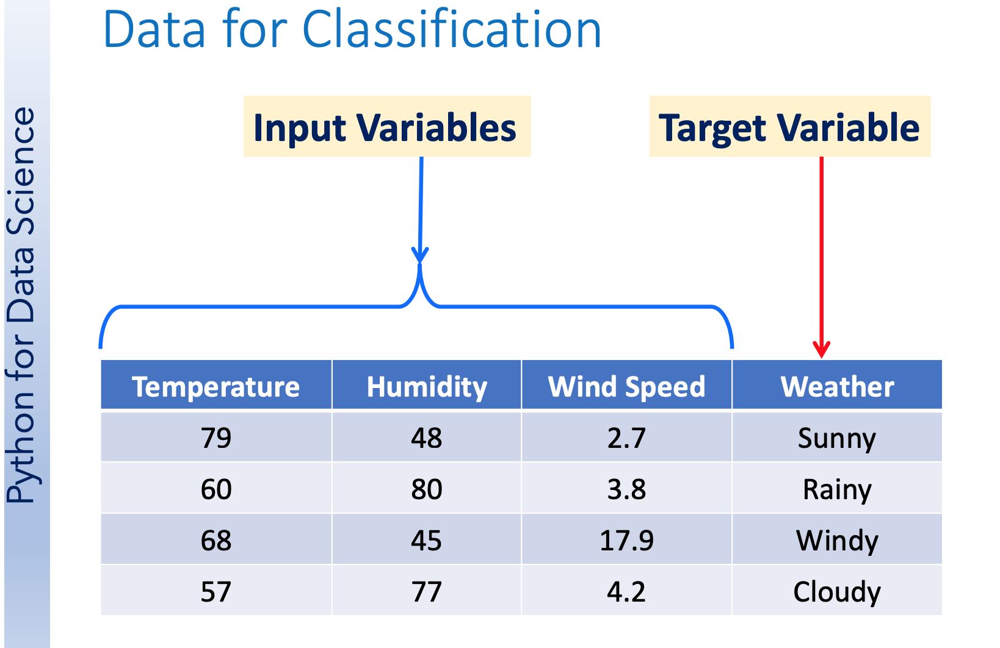 Data for Classification
Python for Data Science
Input Variables
Target Variable
Temperature Humidity Wind Speed Weather
79 48 2.7 Sunny
60 80 3.8 Rainy
68 45 17.9 Windy
57 77 4.2 Cloudy